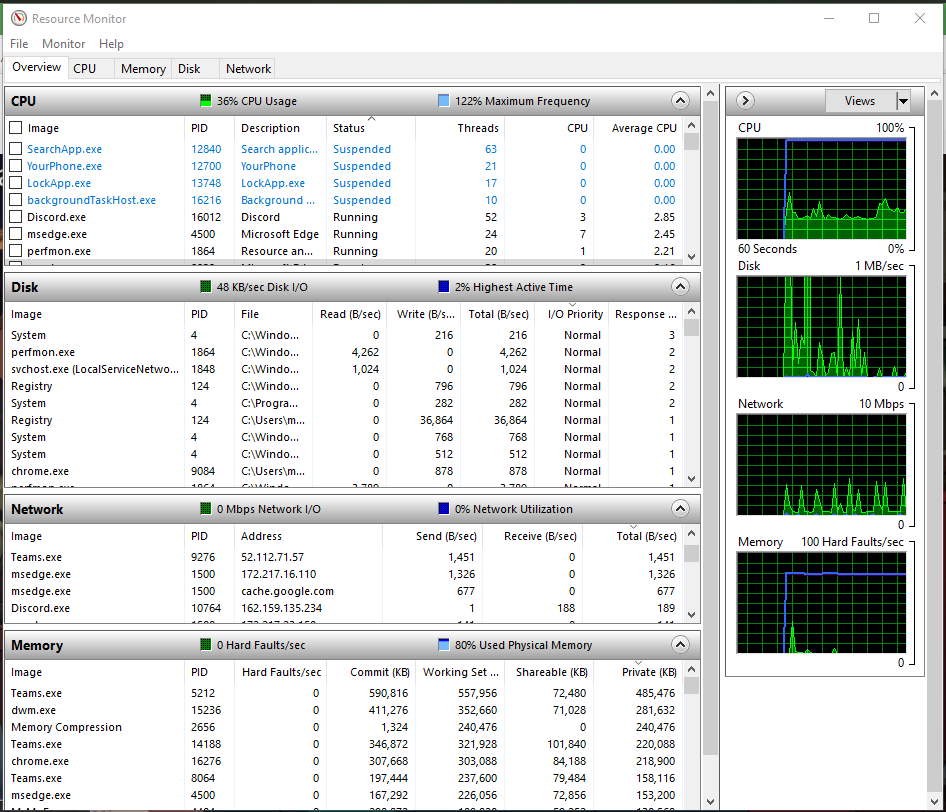 Resource Monitor
File Monitor Help
Overview CPU Memory Disk Network
CPU 36% CPU Usage 122% Maximum Frequency
Image PID Description Status Threads CPU Average CPU
SearchApp.exe 12840 Search applic... Suspended 63 0 0.00
YourPhone.exe 12700 YourPhone Suspended 21 0 0.00
LockApp.exe 13748 LockApp.exe Suspended 17 0 0.00
backgroundTaskHost.exe 16216 Background ... Suspended 10 0 0.00
Discord.exe 16012 Discord Running 52 3 2.85
msedge.exe 4500 Microsoft Edge Running 24 7 2.45
perfmon.exe 1864 Resource an... Running 20 1 2.21
Disk 48 KB/sec Disk I/O 2% Highest Active Time
Image PID File Read (B/sec) Write (B/s... Total (B/sec) I/O Priority Response ...
System 4 C:\Windo... 0 216 216 Normal 3
perfmon.exe 1864 C:\Windo... 4,262 0 4,262 Normal 2
svchost.exe (LocalServiceNetwo... 1848 C:\Windo... 1,024 0 1,024 Normal 2
Registry 124 C:\Windo... 0 796 796 Normal 2
System 4 C:\Progra... 0 282 282 Normal 2
Registry 124 C:\Users\m... 0 36,864 36,864 Normal 1
System 4 C:\Windo... 0 768 768 Normal 1
System 4 C:\Windo... 0 512 512 Normal 1
chrome.exe 9084 C:\Users\m... 0 878 878 Normal 1
Network 0 Mbps Network I/O 0% Network Utilization
Image PID Address Send (B/sec) Receive (B/sec) Total (B/sec)
Teams.exe 9276 52.112.71.57 1,451 0 1,451
msedge.exe 1500 172.217.16.110 1,326 0 1,326
msedge.exe 1500 cache.google.com 677 0 677
Discord.exe 10764 162.159.135.234 1 188 189
Memory 0 Hard Faults/sec 80% Used Physical Memory
Image PID Hard Faults/sec Commit (KB) Working Set ... Shareable (KB) Private (KB)
Teams.exe 5212 0 590,816 557,956 72,480 485,476
dwm.exe 15236 0 411,276 352,660 71,028 281,632
Memory Compression 2656 0 1,324 240,476 0 240,476
Teams.exe 14188 0 346,872 321,928 101,840 220,088
chrome.exe 16276 0 307,668 303,088 84,188 218,900
Teams.exe 8064 0 197,444 237,600 79,484 158,116
msedge.exe 4500 0 167,292 226,056 72,856 153,200
Views
CPU 100%
60 Seconds 0%
Disk 1 MB/sec
0
Network 10 Mbps
0
Memory 100 Hard Faults/sec
0